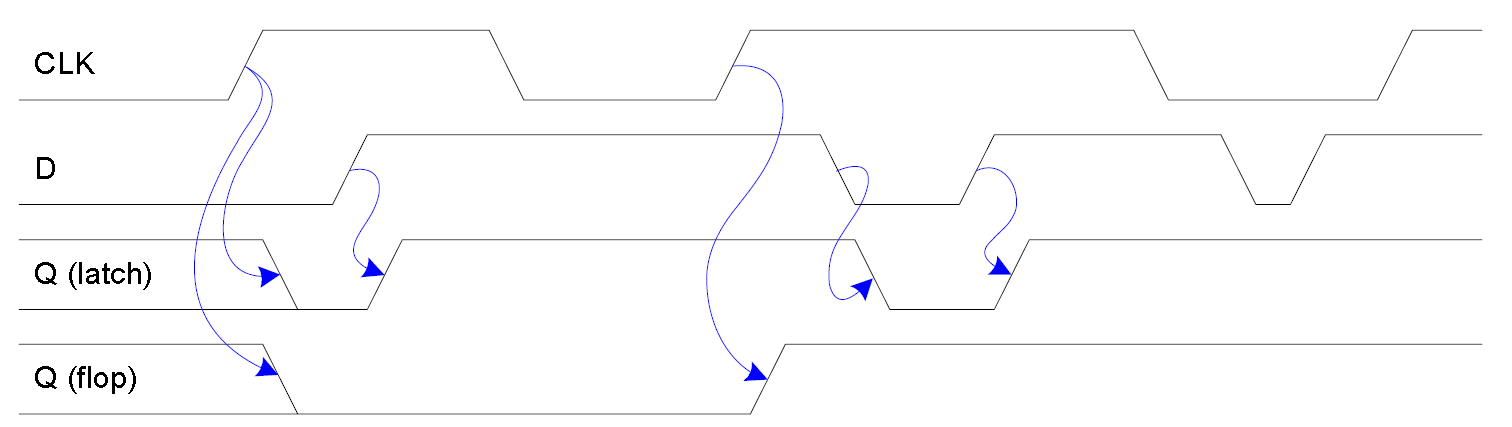 CLK
D
Q (latch)
Q (flop)